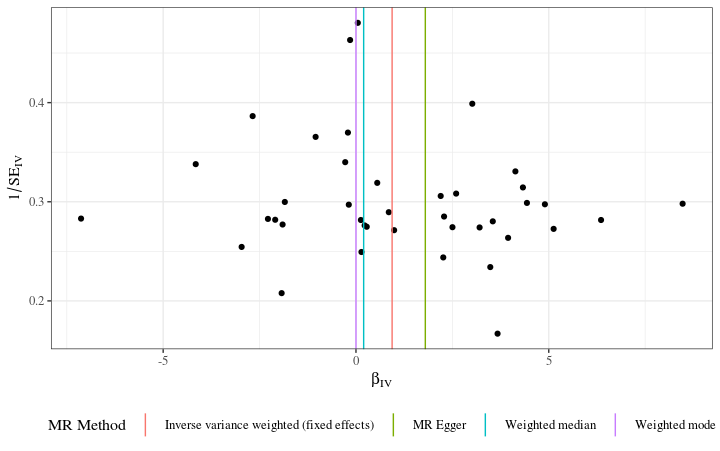 1/SE_IV
0.4
0.3
0.2
-5 0 5
β_IV
MR Method Inverse variance weighted (fixed effects) MR Egger Weighted median Weighted mode